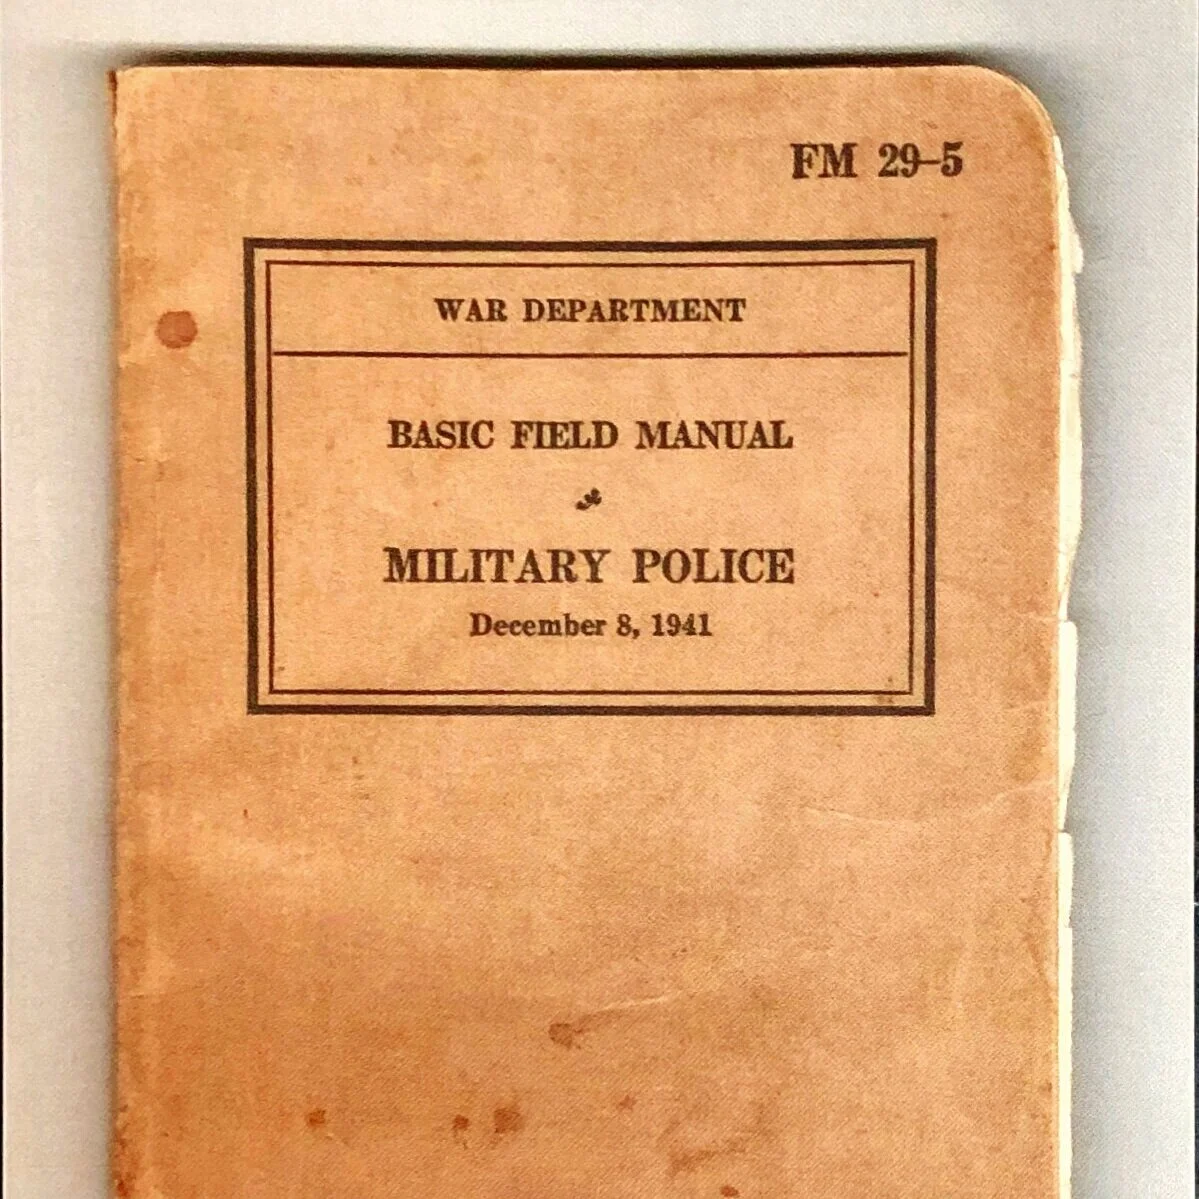 FM 29–5
WAR DEPARTMENT
BASIC FIELD MANUAL
MILITARY POLICE
December 8, 1941